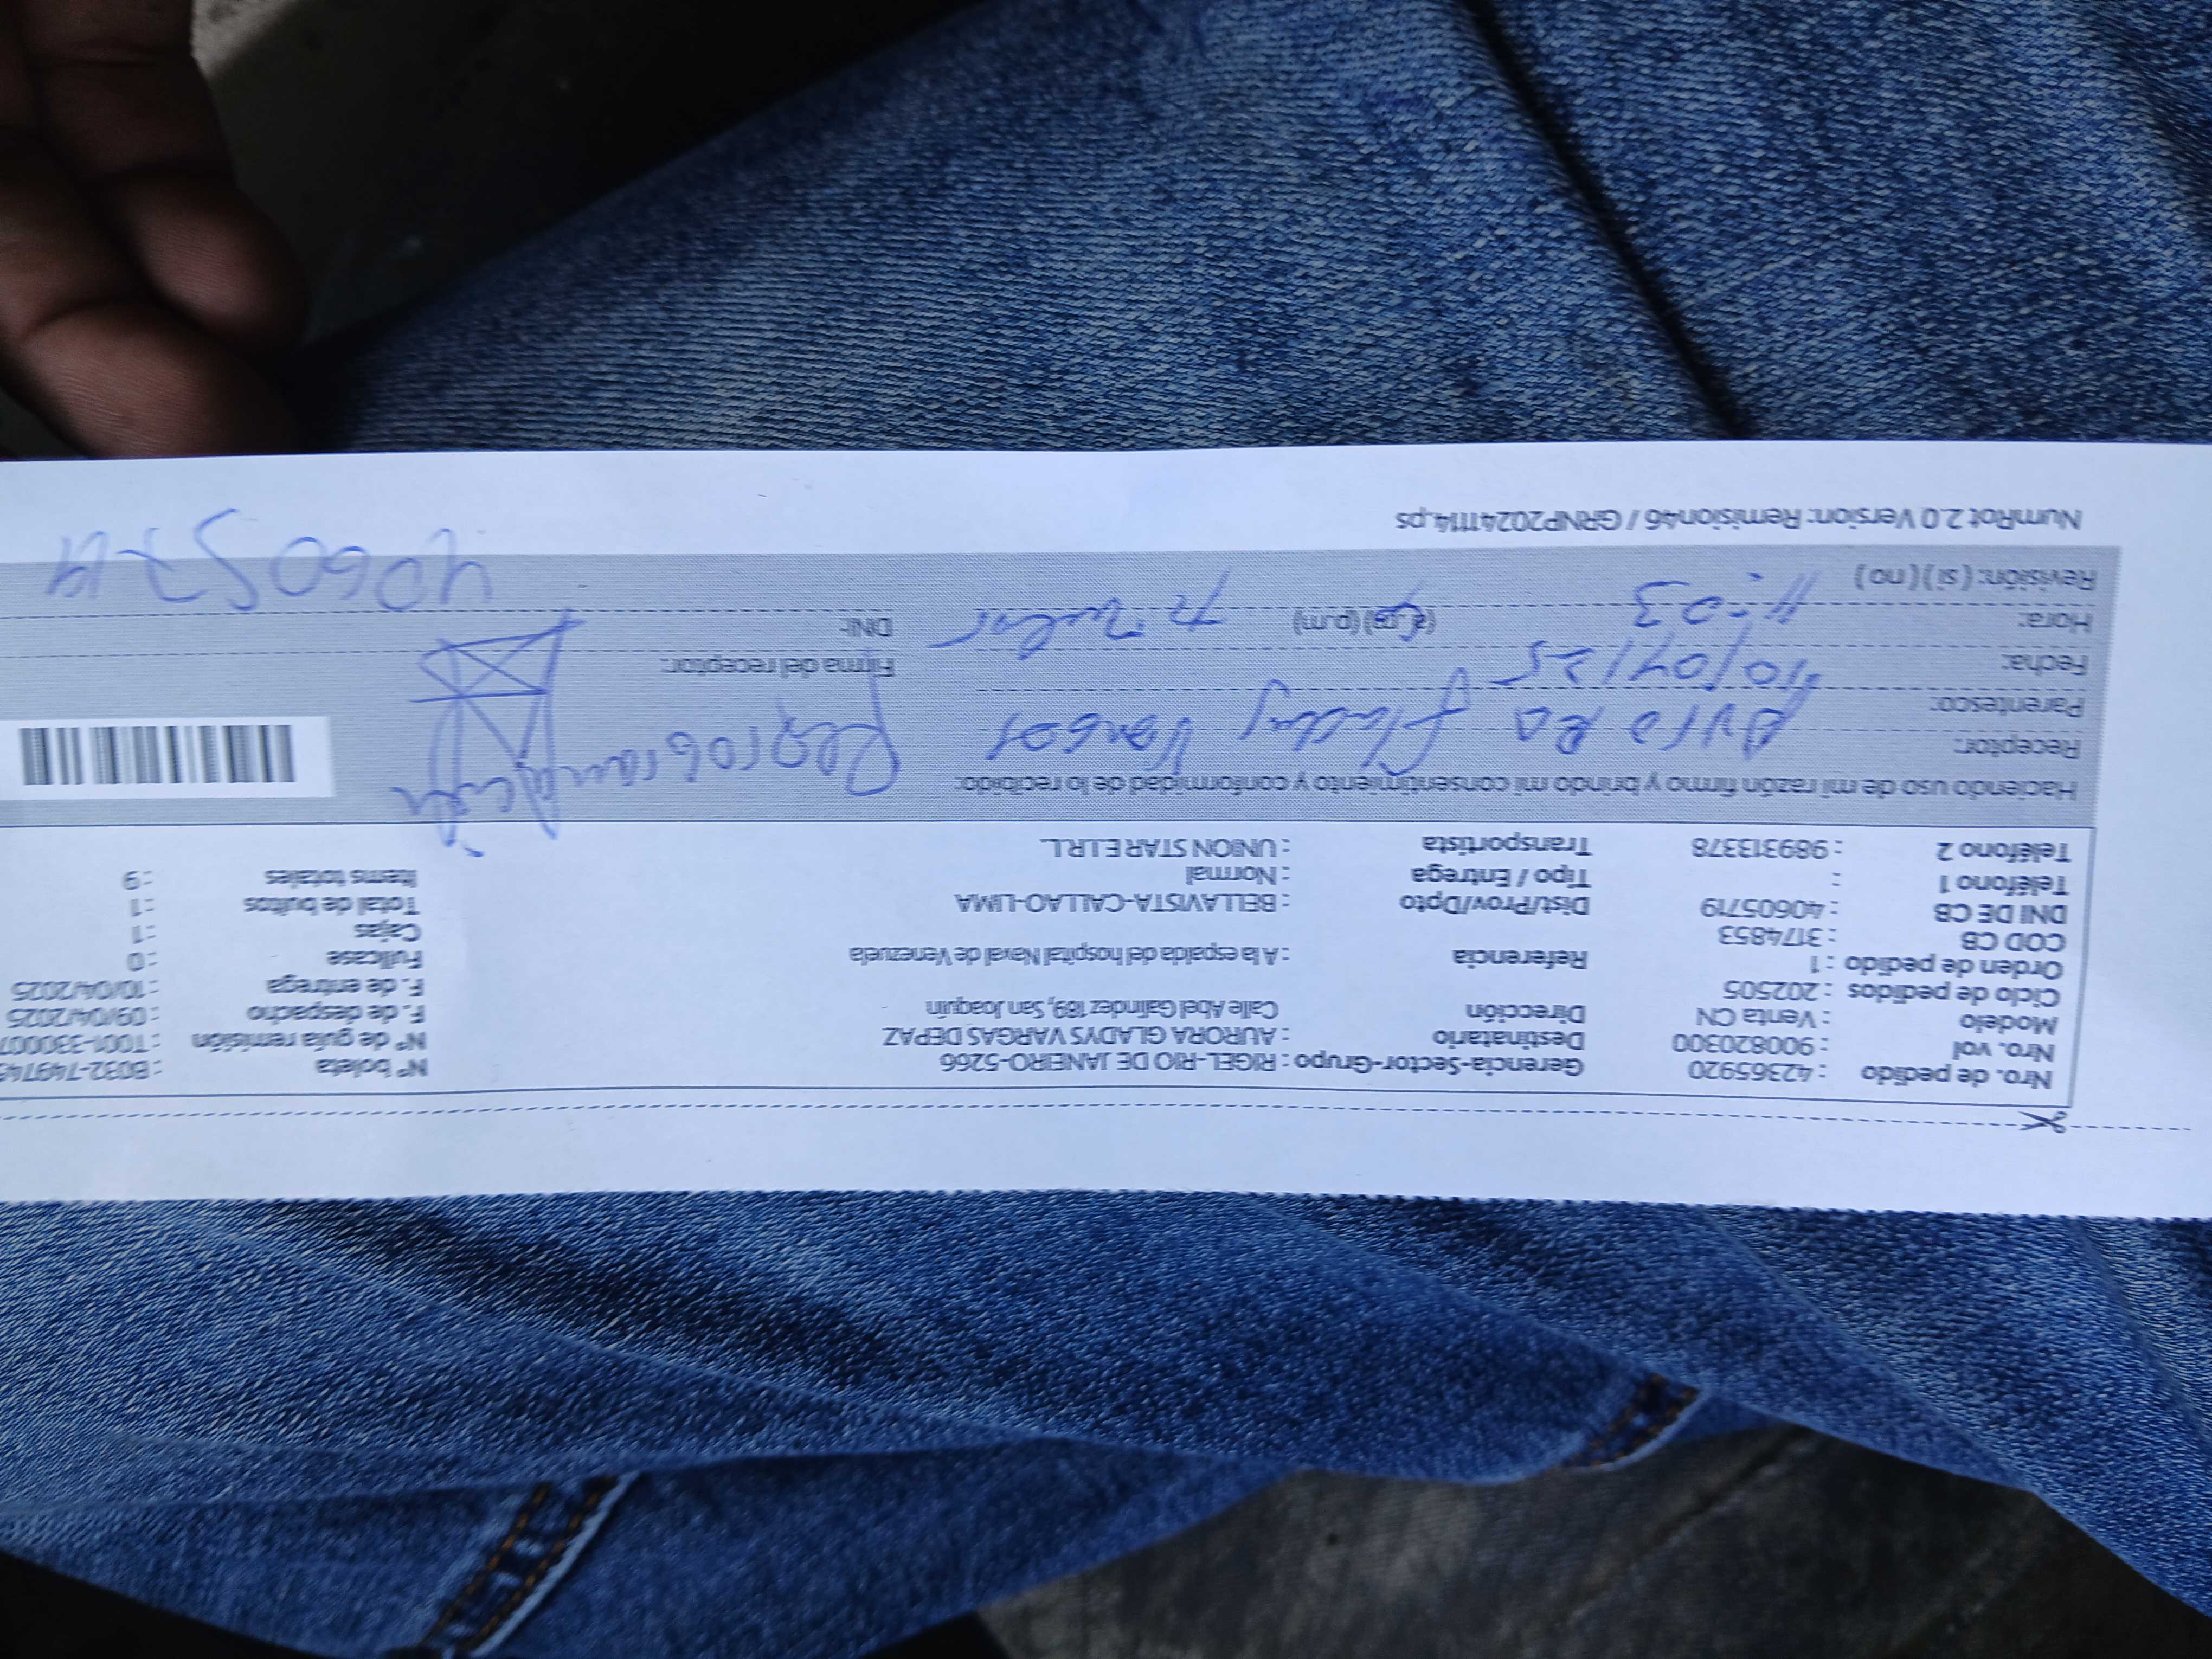 Nro. de pedido : 42365920 Gerencia-Sector-Grupo : RIGEL-RIO DE JANEIRO-5266 N° boleta : B032-74974
Nro. vol : 900820300 Destinatario : AURORA GLADYS VARGAS DEPAZ N° de guía remisión : T001-33000
Modelo : Venta CN Dirección Calle Abel Galíndez 189, San Joaquín F. de despacho : 09/04/2025
Ciclo de pedidos : 202505 F. de entrega : 10/04/2025
Orden de pedido : 1 Referencia : A la espalda del hospital Naval de Venezuela Fullcase : 0
COD CB : 3174853 Cajas : 1
DNI DE CB : 40605719 Dist/Prov/Dpto : BELLAVISTA-CALLAO-LIMA Total de bultos : 1
Teléfono 1 : Tipo / Entrega : Normal Items totales : 9
Teléfono 2 : 989313378 Transportista : UNION STAR E.I.R.L.
Haciendo uso de mi razón firmo y brindo mi consentimiento y conformidad de lo recibido:
Receptor: Aurora Gladys Vargas
Parentesco:
Fecha: 10/04/25 Firma del receptor:
Hora: 11:03 (a.m) (p.m) Titular DNI: 40605719
Revisión: ( si ) ( no )
NumRot 2.0 Version: Remision46 / GRNP20241114.ps